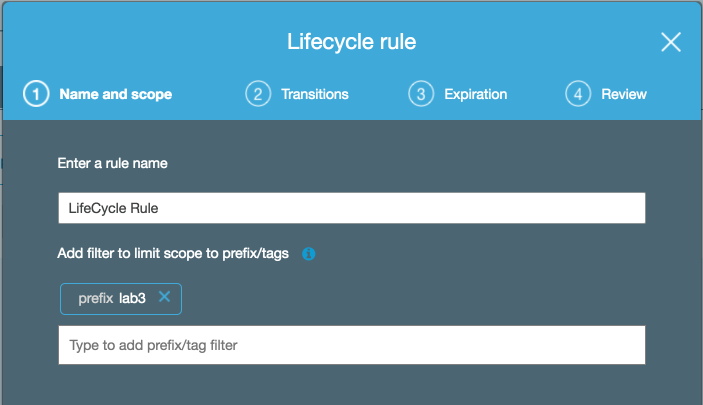 Lifecycle rule
1 Name and scope 2 Transitions 3 Expiration 4 Review
Enter a rule name
LifeCycle Rule
Add filter to limit scope to prefix/tags
prefix lab3
Type to add prefix/tag filter